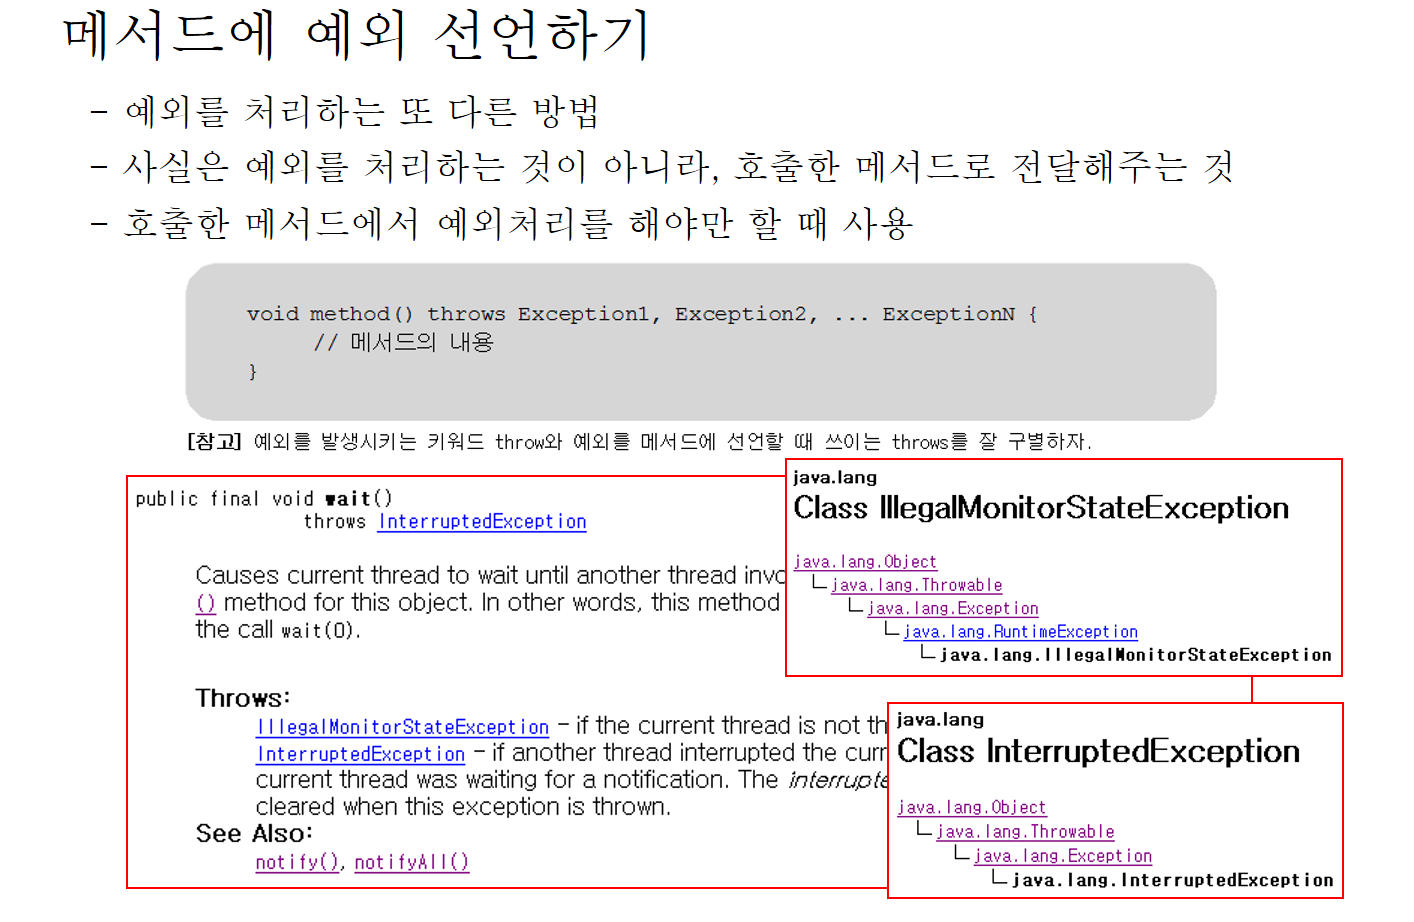 메서드에 예외 선언하기
- 예외를 처리하는 또 다른 방법
- 사실은 예외를 처리하는 것이 아니라, 호출한 메서드로 전달해주는 것
- 호출한 메서드에서 예외처리를 해야만 할 때 사용
void method() throws Exception1, Exception2, ... ExceptionN {
// 메서드의 내용
}
[참고] 예외를 발생시키는 키워드 throw와 예외를 메서드에 선언할 때 쓰이는 throws를 잘 구별하자.
public final void wait()
throws InterruptedException
Causes current thread to wait until another thread
() method for this object. In other words, this method
the call wait(0).
Throws:
IllegalMonitorStateException - if the current thread is not
InterruptedException - if another thread interrupted the
current thread was waiting for a notification. The
cleared when this exception is thrown.
See Also:
notify(), notifyAll()
java.lang
Class IllegalMonitorStateException
java.lang.Object
java.lang.Throwable
java.lang.Exception
java.lang.RuntimeException
java.lang.IllegalMonitorStateException
java.lang
Class InterruptedException
java.lang.Object
java.lang.Throwable
java.lang.Exception
java.lang.InterruptedException